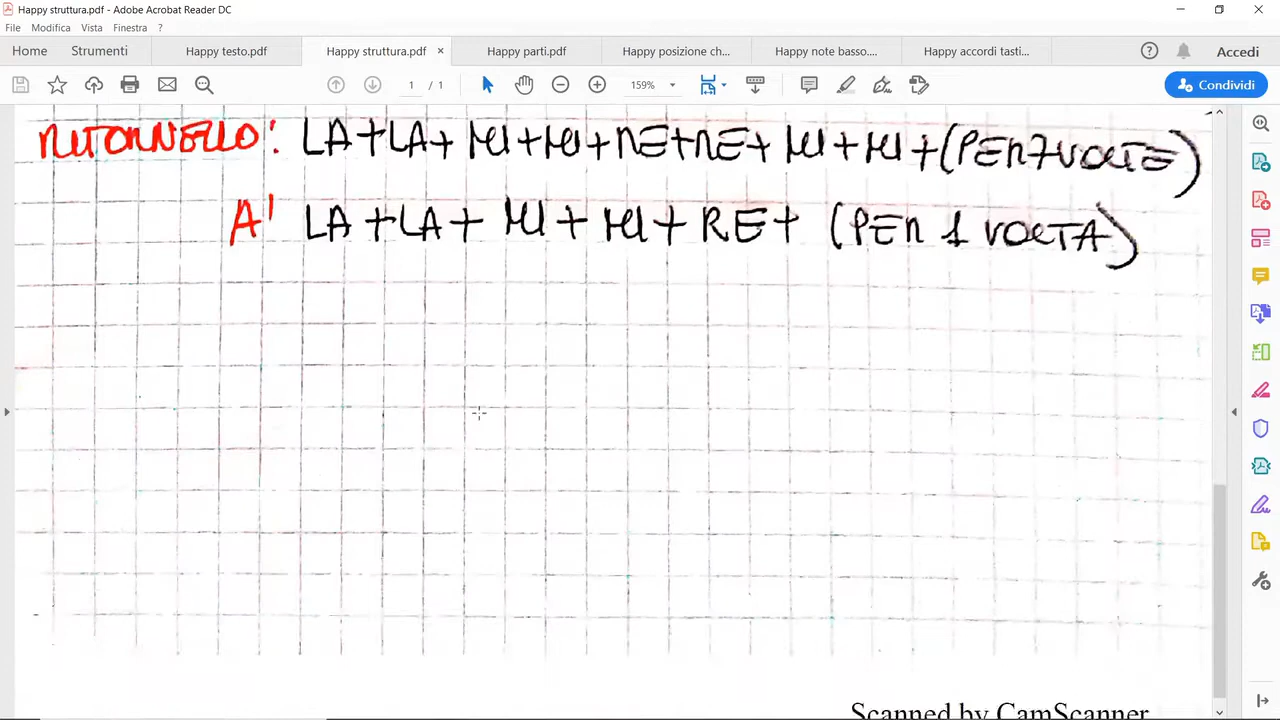 Happy struttura.pdf - Adobe Acrobat Reader DC
File Modifica Vista Finestra ?
Home Strumenti Happy testo.pdf Happy struttura.pdf × Happy parti.pdf Happy posizione ch... Happy note basso.... Happy accordi tasti... Accedi
1 / 1 159% Condividi
RITORNELLO: LA+LA+ MI+MI+RE+RE+ MI+MI+(PER 7 VOLTE)
A' LA+LA+ MI+ MI+ RE+ (PER 1 VOLTA)
Scanned by CamScanner